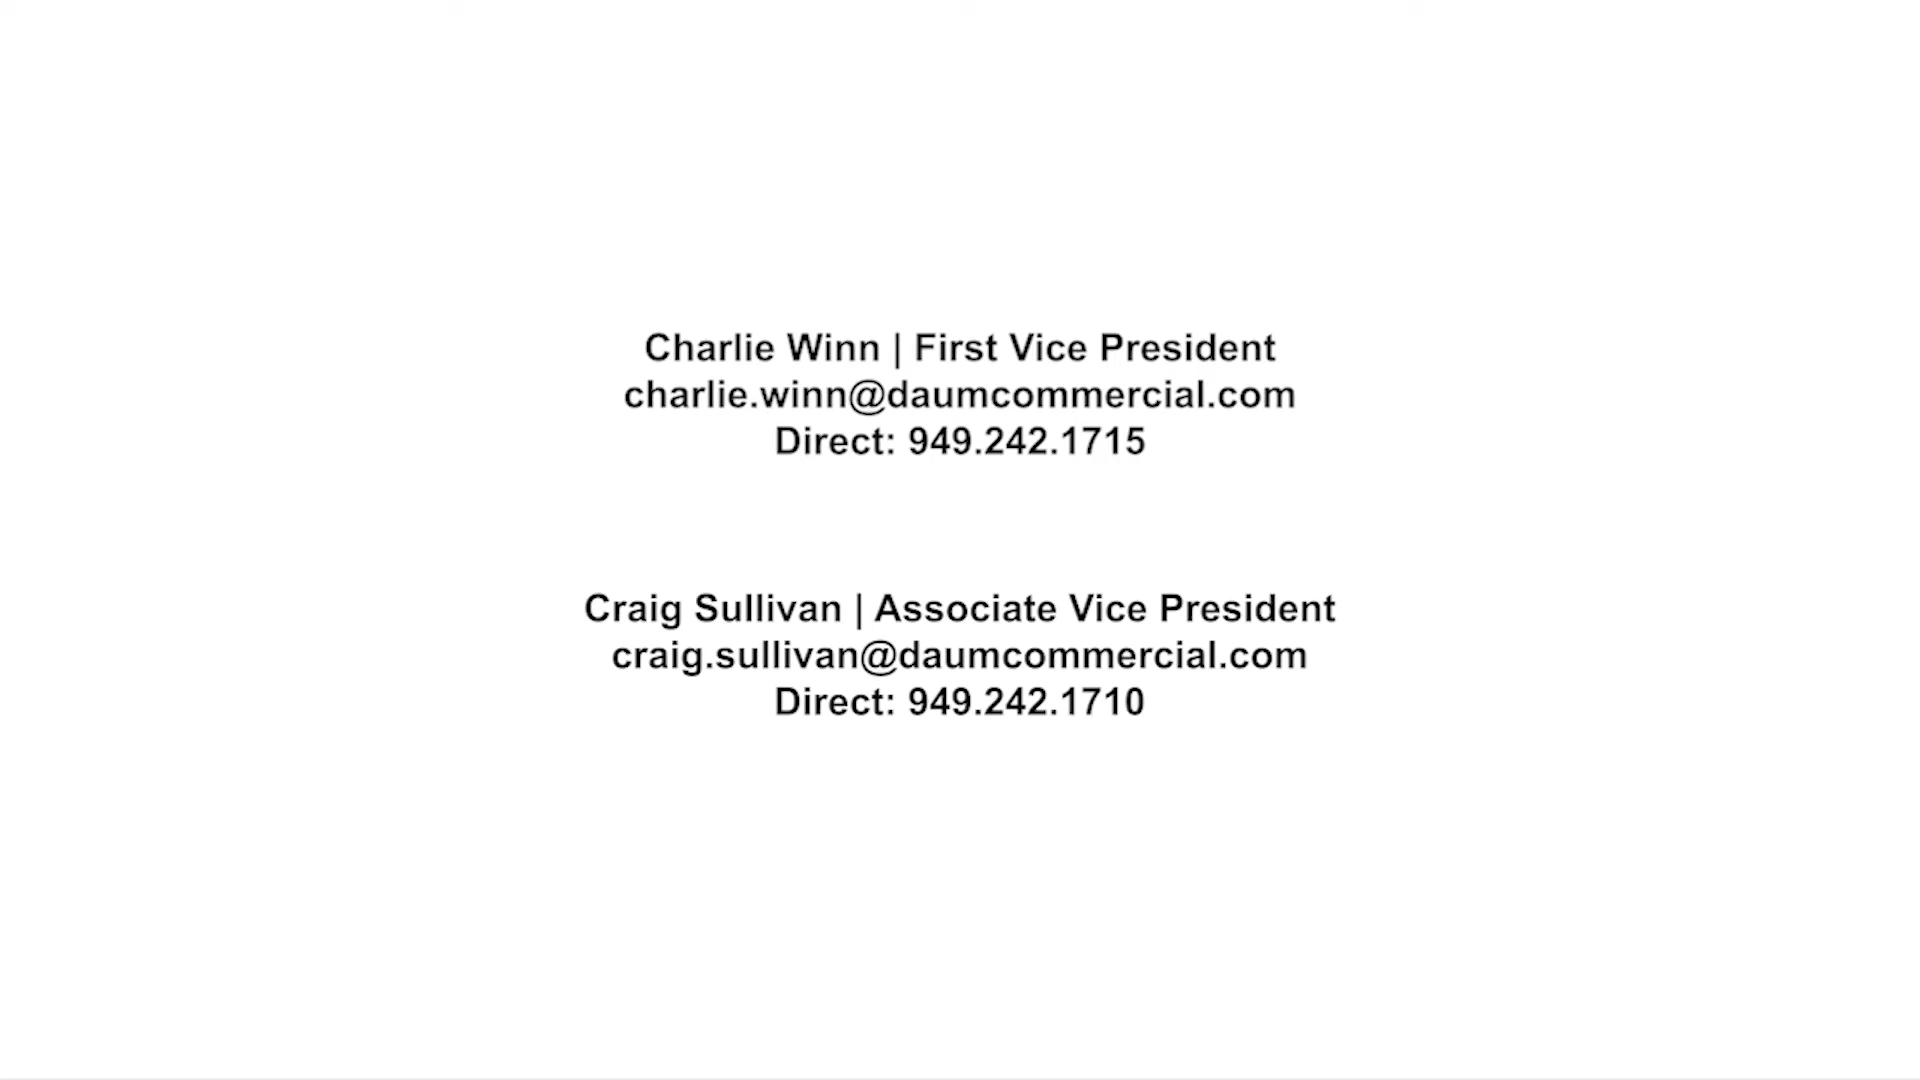 Charlie Winn | First Vice President
charlie.winn@daumcommercial.com
Direct: 949.242.1715
Craig Sullivan | Associate Vice President
craig.sullivan@daumcommercial.com
Direct: 949.242.1710